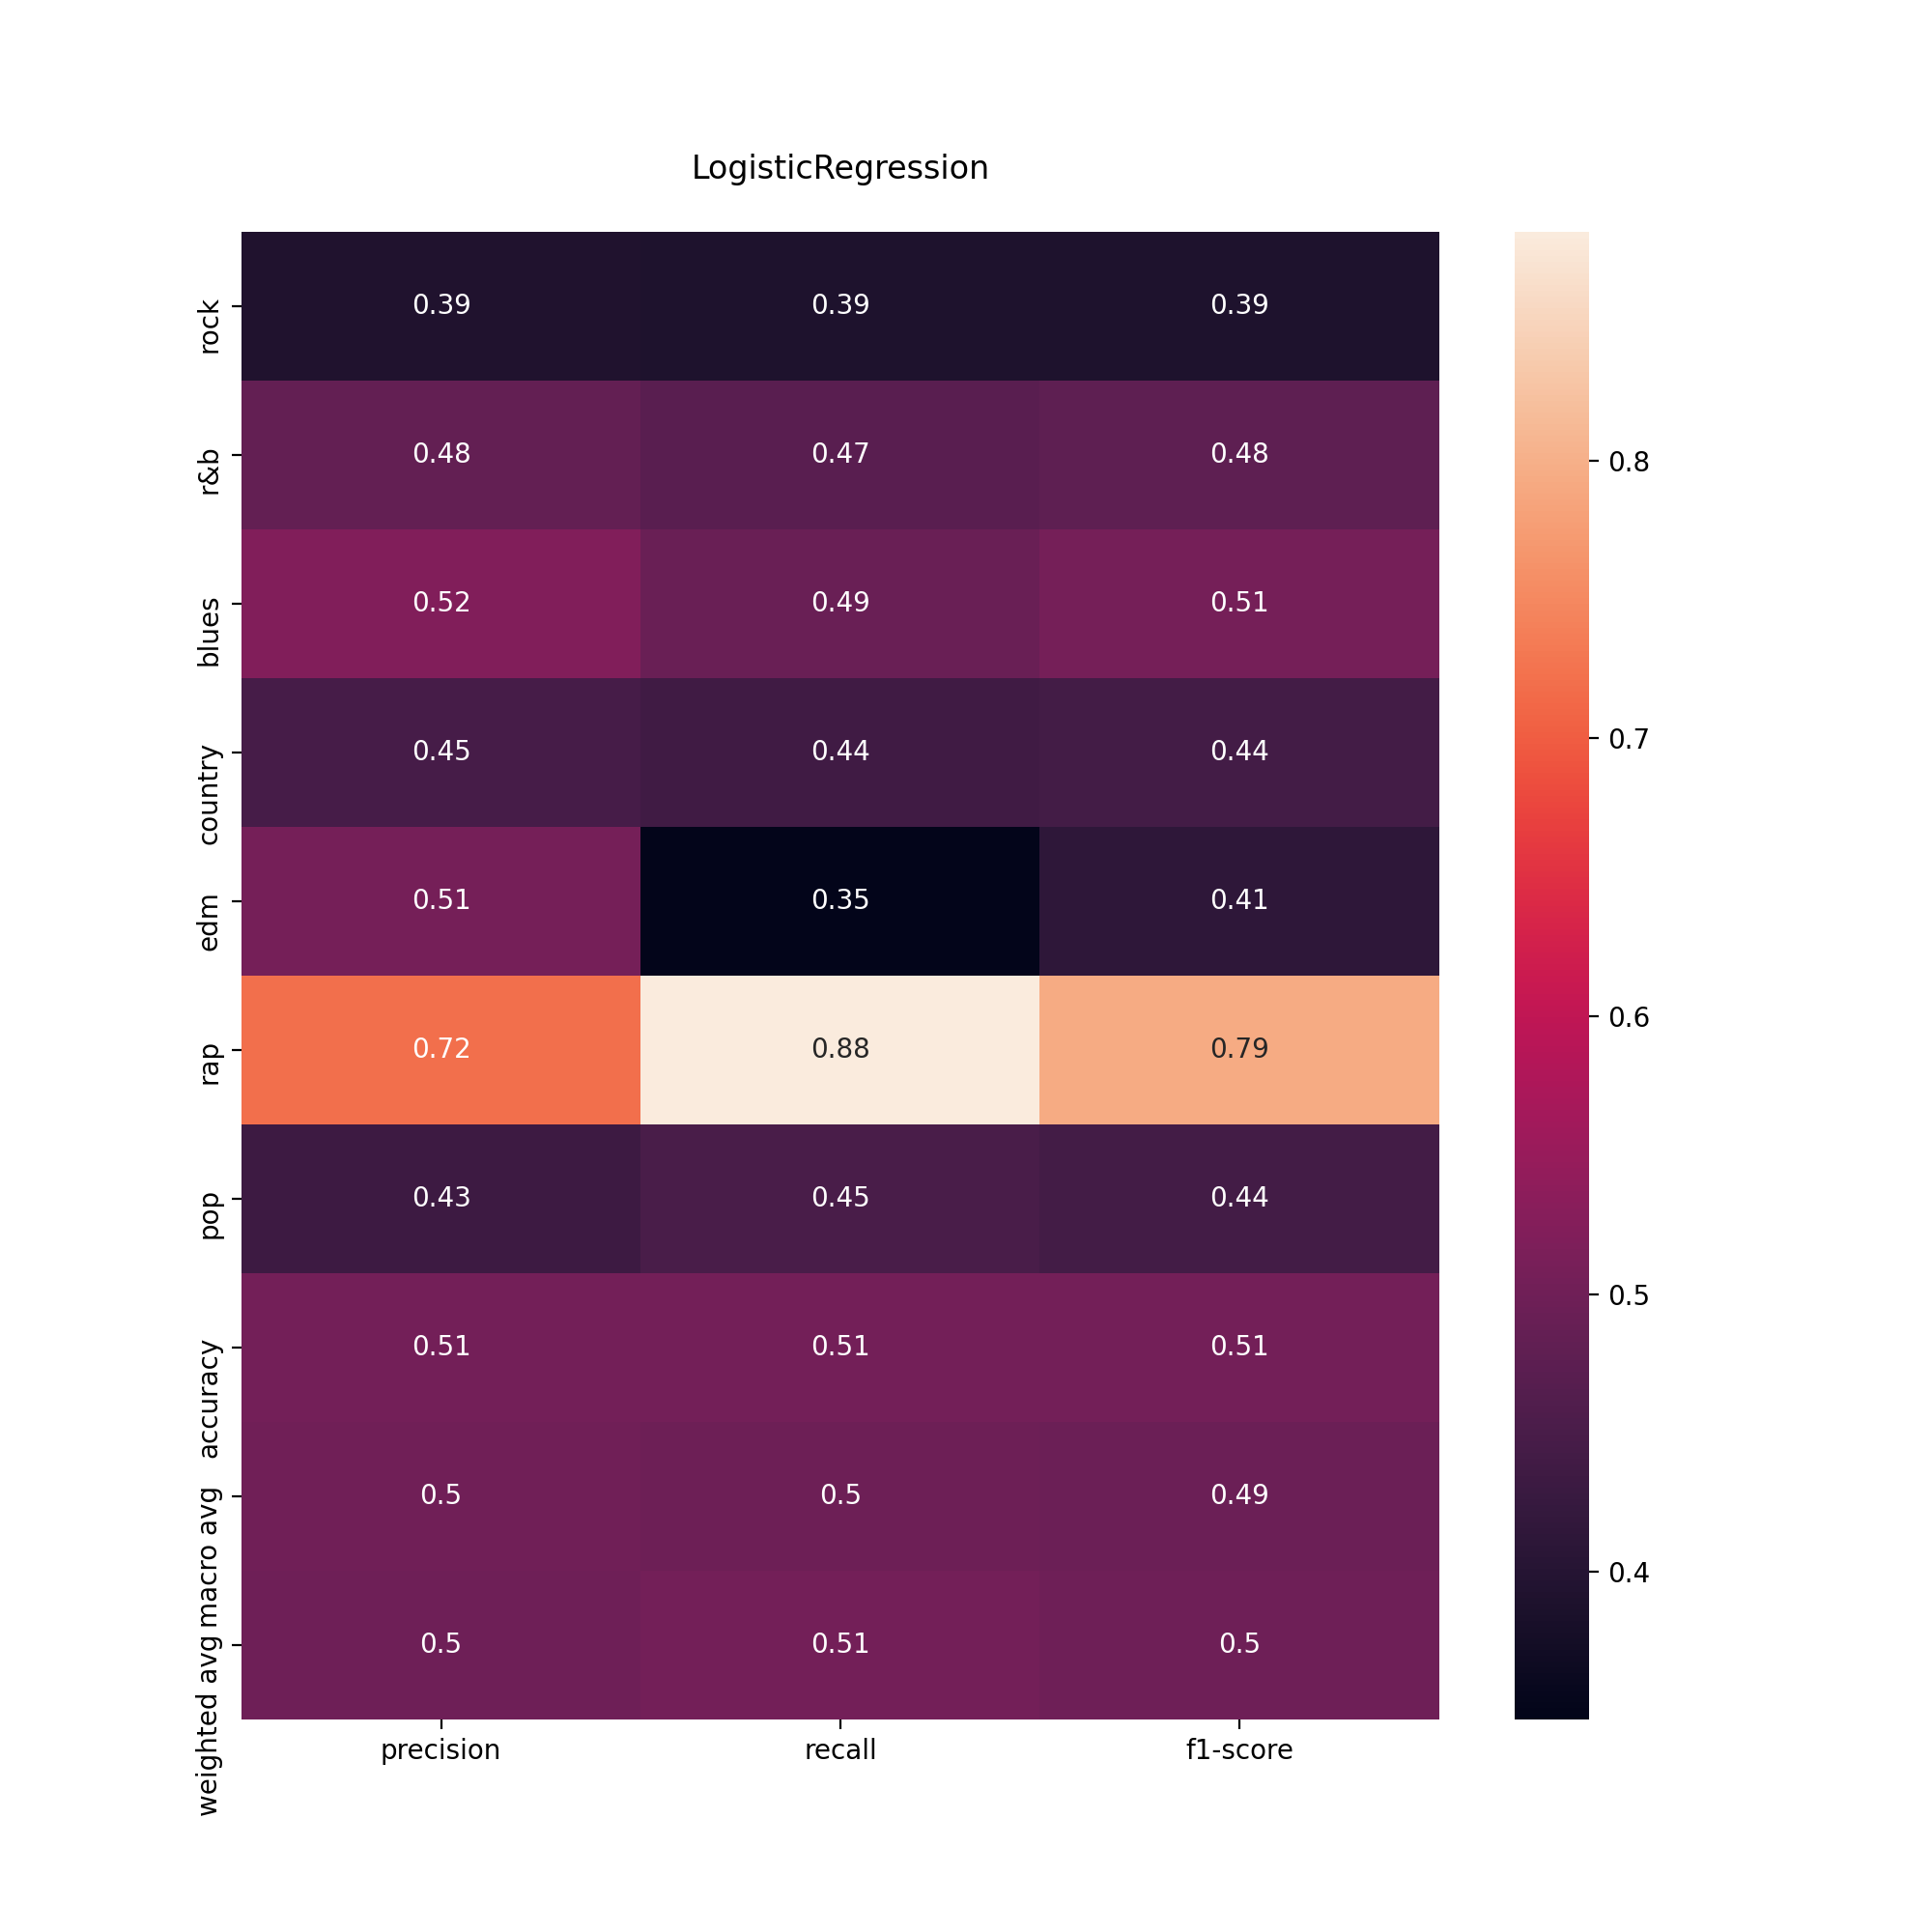 LogisticRegression
rock 0.39 0.39 0.39
r&b 0.48 0.47 0.48
blues 0.52 0.49 0.51
country 0.45 0.44 0.44
edm 0.51 0.35 0.41
rap 0.72 0.88 0.79
pop 0.43 0.45 0.44
accuracy 0.51 0.51 0.51
macro avg 0.5 0.5 0.49
weighted avg 0.5 0.51 0.5
precision recall f1-score
0.8
0.7
0.6
0.5
0.4